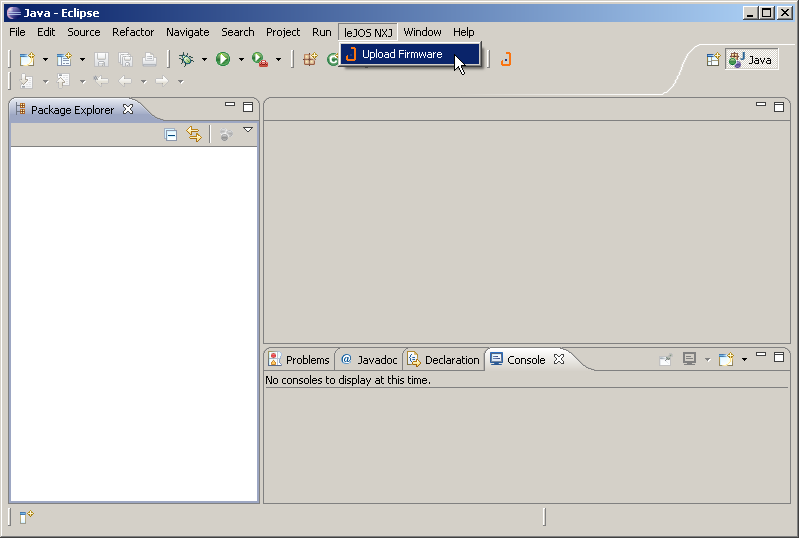 Java - Eclipse
File Edit Source Refactor Navigate Search Project Run leJOS NXJ Window Help
Upload Firmware
Java
Package Explorer
Problems @ Javadoc Declaration Console
No consoles to display at this time.